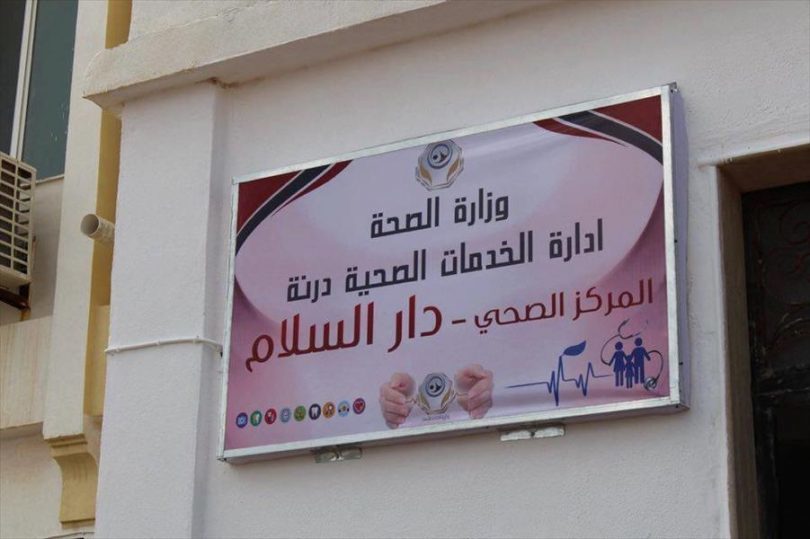 وزارة الصحة
ادارة الخدمات الصحية درنة
المركز الصحي - دار السلام